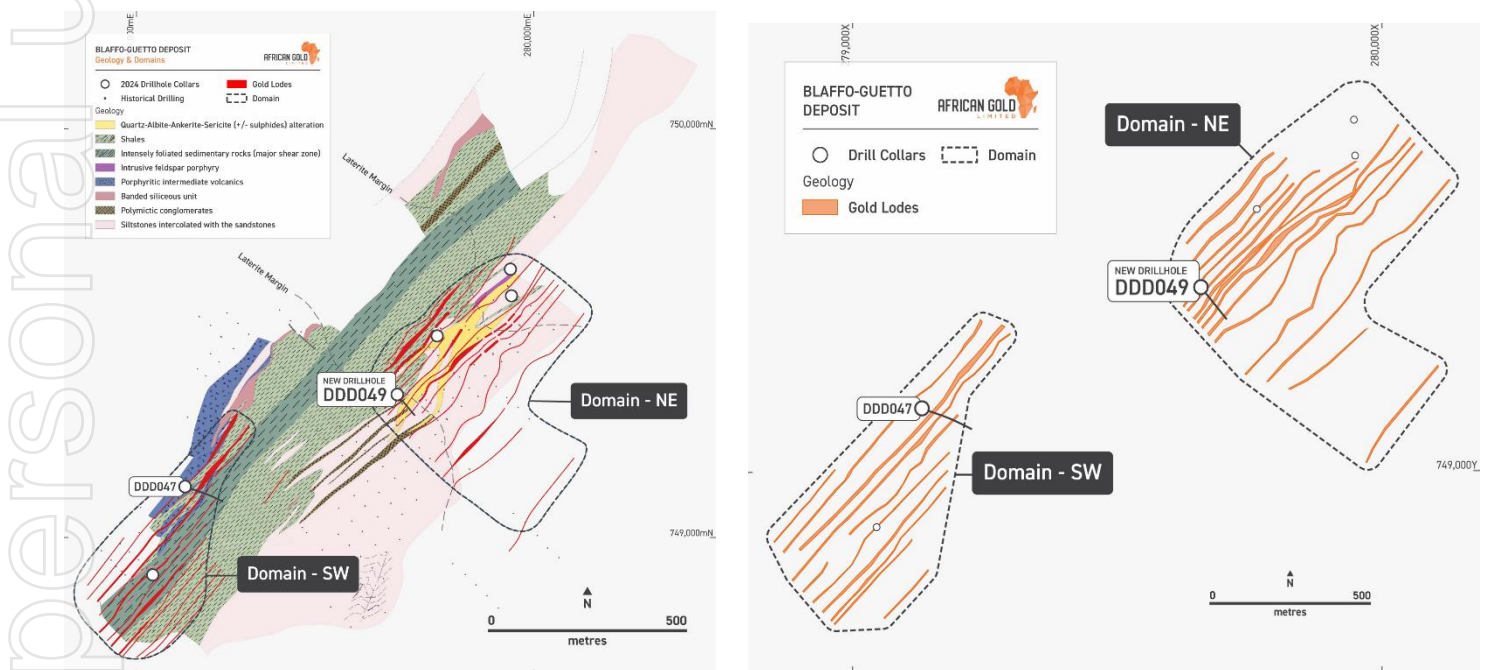 personal u
000mE
280,000mE
BLAFFO-GUETTO DEPOSIT
Geology & Domains
AFRICAN GOLD
LIMITED
2024 Drillhole Collars
Gold Lodes
Historical Drilling
Domain
Geology
Quartz-Albite-Ankerite-Sericite (+/- sulphides) alteration
Shales
Intensely foliated sedimentary rocks (major shear zone)
Intrusive feldspar porphyry
Porphyritic intermediate volcanics
Banded siliceous unit
Polymictic conglomerates
Siltstones intercolated with the sandstones
750,000mN
Laterite Margin
Laterite Margin
NEW DRILLHOLE
DDD049
Domain - NE
DDD047
749,000mN
Domain - SW
N
0 500
metres
279,000X
280,000X
BLAFFO-GUETTO
DEPOSIT
AFRICAN GOLD
LIMITED
Drill Collars
Domain
Geology
Gold Lodes
Domain - NE
NEW DRILLHOLE
DDD049
DDD047
Domain - SW
749,000Y
N
0 500
metres